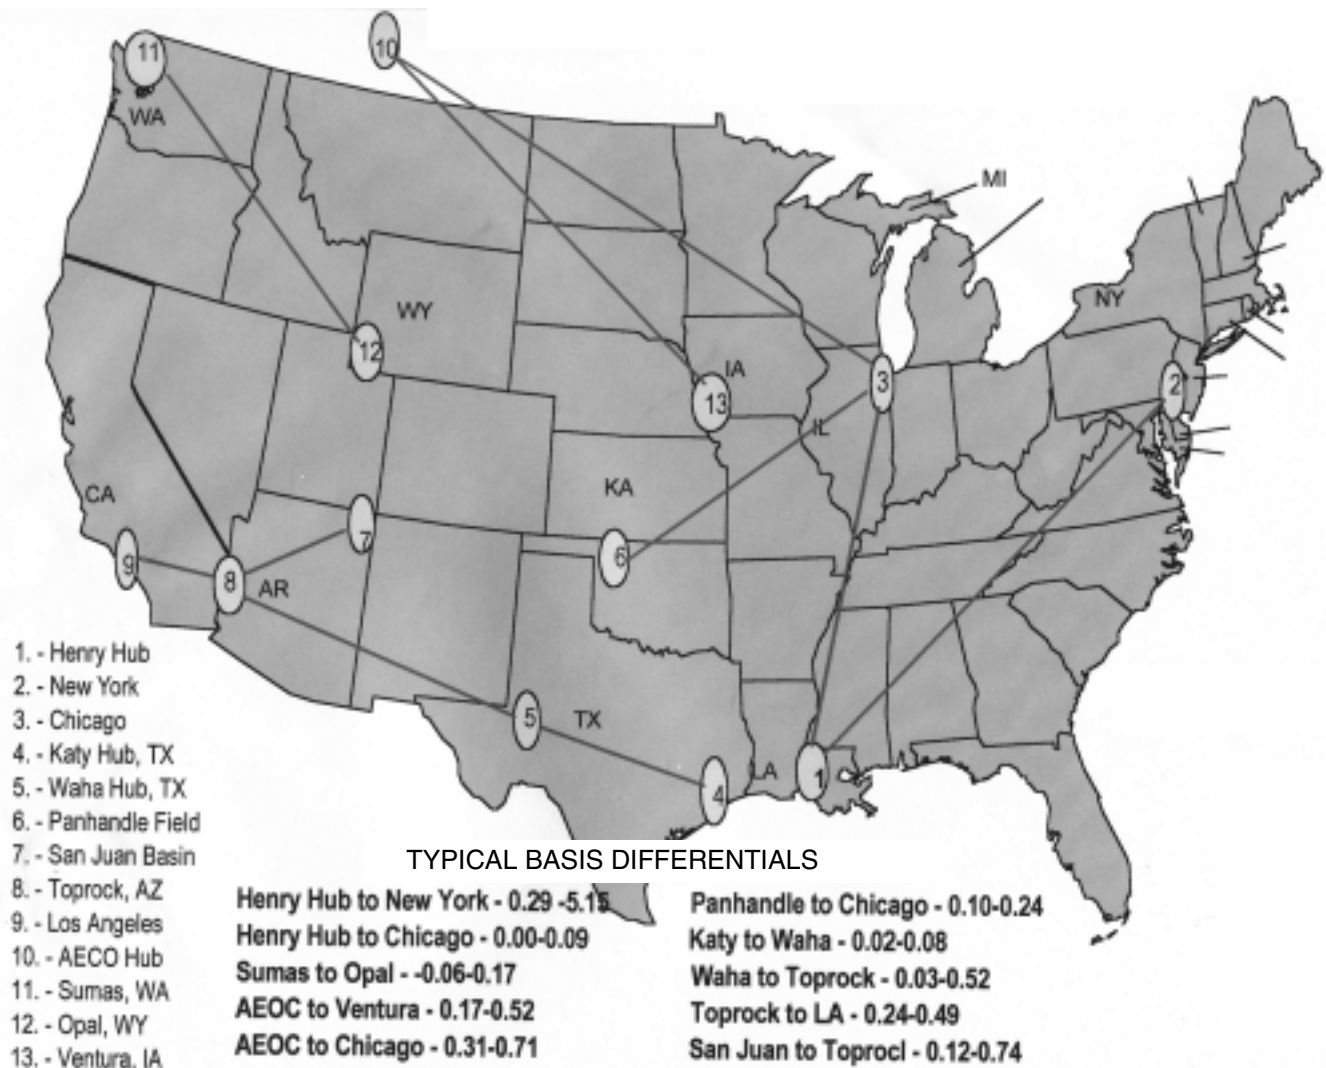 11
10
WA
MI
WY
NY
12
IA
13
3
2
IL
CA
KA
9
8
AR
7
6
5
TX
4
LA
1
1. - Henry Hub
2. - New York
3. - Chicago
4. - Katy Hub, TX
5. - Waha Hub, TX
6. - Panhandle Field
7. - San Juan Basin
8. - Toprock, AZ
9. - Los Angeles
10. - AECO Hub
11. - Sumas, WA
12. - Opal, WY
13. - Ventura, IA
TYPICAL BASIS DIFFERENTIALS
Henry Hub to New York - 0.29 -5.15
Henry Hub to Chicago - 0.00-0.09
Sumas to Opal - -0.06-0.17
AEOC to Ventura - 0.17-0.52
AEOC to Chicago - 0.31-0.71
Panhandle to Chicago - 0.10-0.24
Katy to Waha - 0.02-0.08
Waha to Toprock - 0.03-0.52
Toprock to LA - 0.24-0.49
San Juan to Toprocl - 0.12-0.74